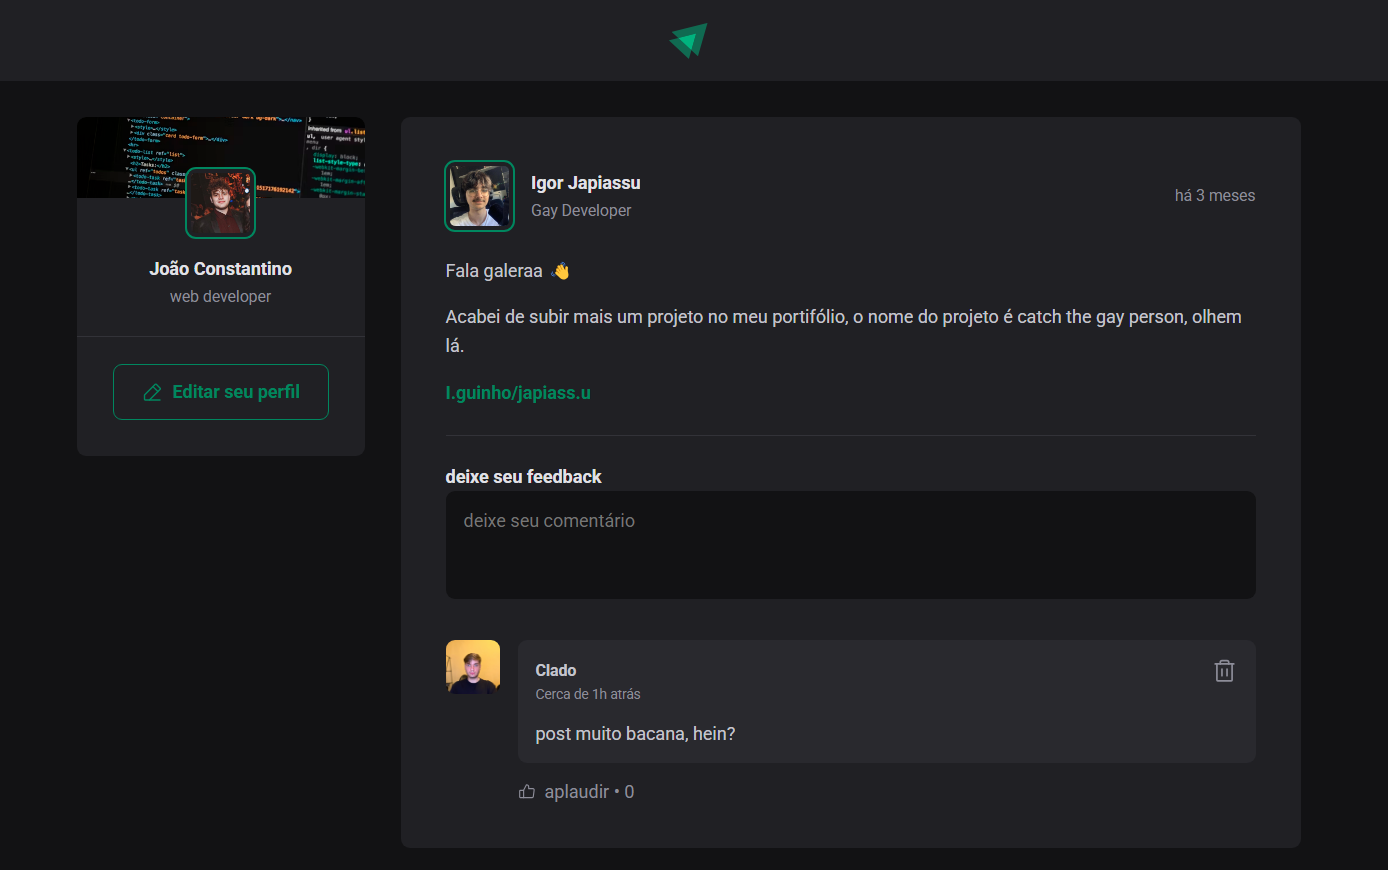 João Constantino
web developer
Editar seu perfil
Igor Japiassu
Gay Developer
há 3 meses
Fala galeraa 👋
Acabei de subir mais um projeto no meu portifólio, o nome do projeto é catch the gay person, olhem
lá.
I.guinho/japiass.u
deixe seu feedback
deixe seu comentário
Clado
Cerca de 1h atrás
post muito bacana, hein?
aplaudir • 0